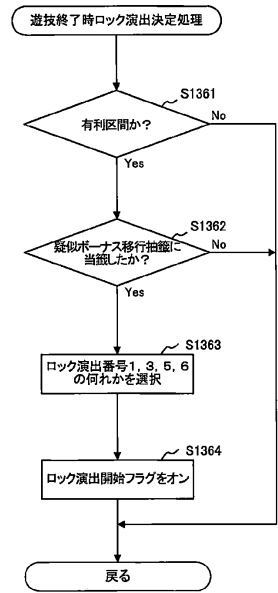 遊技終了時ロック演出決定処理
S1361
有利区間か?
No
Yes
S1362
疑似ボーナス移行抽籤に
当籤したか?
No
Yes
S1363
ロック演出番号1, 3, 5, 6
の何れかを選択
S1364
ロック演出開始フラグをオン
戻る